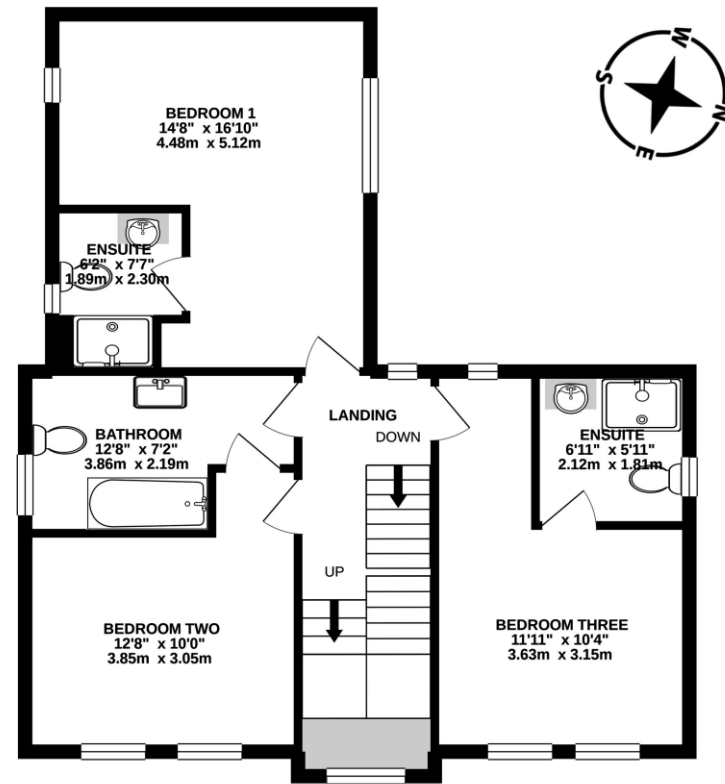 BEDROOM 1
14'8" x 16'10"
4.48m x 5.12m
W
S
N
E
ENSUITE
6'2" x 7'7"
1.89m x 2.30m
LANDING
DOWN
BATHROOM
12'8" x 7'2"
3.86m x 2.19m
ENSUITE
6'11" x 5'11"
2.12m x 1.81m
UP
BEDROOM TWO
12'8" x 10'0"
3.85m x 3.05m
BEDROOM THREE
11'11" x 10'4"
3.63m x 3.15m